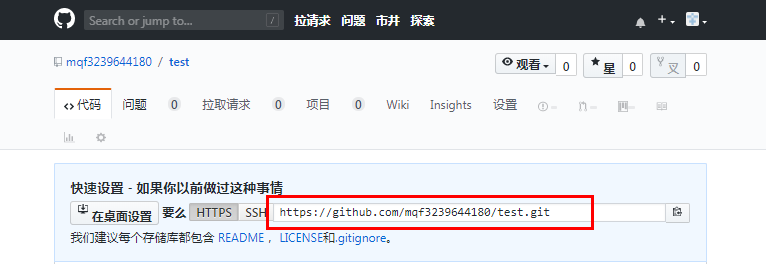 Search or jump to... / 拉请求 问题 市井 探索
mqf3239644180 / test 观看 0 星 0 叉 0
<> 代码 问题 0 拉取请求 0 项目 0 Wiki Insights 设置
快速设置 - 如果你以前做过这种事情
在桌面设置 要么 HTTPS SSH https://github.com/mqf3239644180/test.git
我们建议每个存储库都包含 README ，LICENSE和.gitignore。